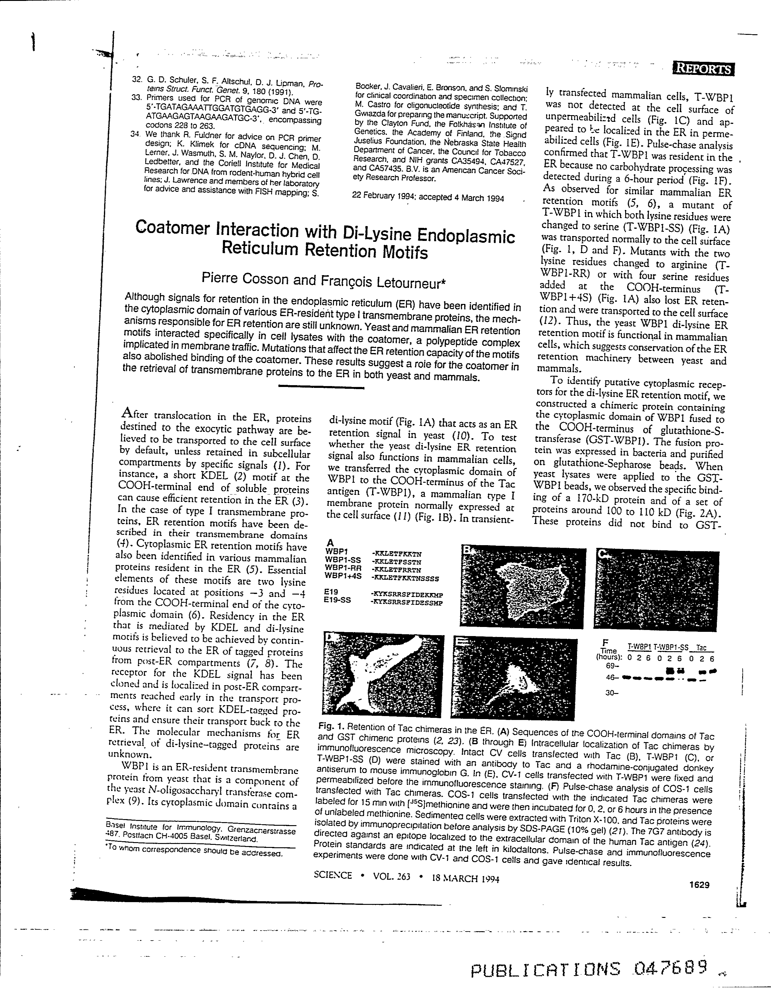 REPORTS
32. G. D. Schuler, S. F. Altschul, D. J. Lipman, Pro-
teins Struct. Funct. Genet. 9, 180 (1991).
33. Primers used for PCR of genomic DNA were
5'-TGATAGAAATTGGATGTGAGG-3' and 5'-TG-
ATGAAGAGTAAGAAGATGC-3', encompassing
codons 228 to 263.
34. We thank R. Fuldner for advice on PCR primer
design; K. Klimek for cDNA sequencing; M.
Lerner, J. Wasmuth, S. M. Naylor, D. J. Chen, D.
Ledbetter, and the Coriell Institute for Medical
Research for DNA from rodent-human hybrid cell
lines; J. Lawrence and members of her laboratory
for advice and assistance with FISH mapping; S.
Booker, J. Cavalieri, E. Bronson, and S. Slominski
for clinical coordination and specimen collection;
M. Castro for oligonucleotide synthesis; and T.
Gwazda for preparing the manuscript. Supported
by the Clayton Fund, the Folkhälsan Institute of
Genetics, the Academy of Finland, the Sigrid
Juselius Foundation, the Nebraska State Health
Department of Cancer, the Council for Tobacco
Research, and NIH grants CA35494, CA47527,
and CA57435. B.V. is an American Cancer Soci-
ety Research Professor.
22 February 1994; accepted 4 March 1994
Coatomer Interaction with Di-Lysine Endoplasmic
Reticulum Retention Motifs
Pierre Cosson and François Letourneur*
Although signals for retention in the endoplasmic reticulum (ER) have been identified in
the cytoplasmic domain of various ER-resident type I transmembrane proteins, the mech-
anisms responsible for ER retention are still unknown. Yeast and mammalian ER retention
motifs interacted specifically in cell lysates with the coatomer, a polypeptide complex
implicated in membrane traffic. Mutations that affect the ER retention capacity of the motifs
also abolished binding of the coatomer. These results suggest a role for the coatomer in
the retrieval of transmembrane proteins to the ER in both yeast and mammals.
After translocation in the ER, proteins
destined to the exocytic pathway are be-
lieved to be transported to the cell surface
by default, unless retained in subcellular
compartments by specific signals (1). For
instance, a short KDEL (2) motif at the
COOH-terminal end of soluble proteins
can cause efficient retention in the ER (3).
In the case of type I transmembrane pro-
teins, ER retention motifs have been de-
scribed in their transmembrane domains
(4). Cytoplasmic ER retention motifs have
also been identified in various mammalian
proteins resident in the ER (5). Essential
elements of these motifs are two lysine
residues located at positions −3 and −4
from the COOH-terminal end of the cyto-
plasmic domain (6). Residency in the ER
that is mediated by KDEL and di-lysine
motifs is believed to be achieved by contin-
uous retrieval to the ER of tagged proteins
from post-ER compartments (7, 8). The
receptor for the KDEL signal has been
cloned and is localized in post-ER compart-
ments reached early in the transport pro-
cess, where it can sort KDEL-tagged pro-
teins and ensure their transport back to the
ER. The molecular mechanisms for ER
retrieval of di-lysine–tagged proteins are
unknown.
WBP1 is an ER-resident transmembrane
protein from yeast that is a component of
the yeast N-oligosaccharyl transferase com-
plex (9). Its cytoplasmic domain contains a
Basel Institute for Immunology, Grenzacherstrasse
487, Postfach CH-4005 Basel, Switzerland.
*To whom correspondence should be addressed.
di-lysine motif (Fig. 1A) that acts as an ER
retention signal in yeast (10). To test
whether the yeast di-lysine ER retention
signal also functions in mammalian cells,
we transferred the cytoplasmic domain of
WBP1 to the COOH-terminus of the Tac
antigen (T-WBP1), a mammalian type I
membrane protein normally expressed at
the cell surface (11) (Fig. 1B). In transient-
ly transfected mammalian cells, T-WBP1
was not detected at the cell surface of
unpermeabilized cells (Fig. 1C) and ap-
peared to be localized in the ER in perme-
abilized cells (Fig. 1E). Pulse-chase analysis
confirmed that T-WBP1 was resident in the
ER because no carbohydrate processing was
detected during a 6-hour period (Fig. 1F).
As observed for similar mammalian ER
retention motifs (5, 6), a mutant of
T-WBP1 in which both lysine residues were
changed to serine (T-WBP1-SS) (Fig. 1A)
was transported normally to the cell surface
(Fig. 1, D and F). Mutants with the two
lysine residues changed to arginine (T-
WBP1-RR) or with four serine residues
added at the COOH-terminus (T-
WBP1+4S) (Fig. 1A) also lost ER reten-
tion and were transported to the cell surface
(12). Thus, the yeast WBP1 di-lysine ER
retention motif is functional in mammalian
cells, which suggests conservation of the ER
retention machinery between yeast and
mammals.
To identify putative cytoplasmic recep-
tors for the di-lysine ER retention motif, we
constructed a chimeric protein containing
the cytoplasmic domain of WBP1 fused to
the COOH-terminus of glutathione-S-
transferase (GST-WBP1). The fusion pro-
tein was expressed in bacteria and purified
on glutathione-Sepharose beads. When
yeast lysates were applied to the GST-
WBP1 beads, we observed the specific bind-
ing of a 170-kD protein and of a set of
proteins around 100 to 110 kD (Fig. 2A).
These proteins did not bind to GST-
A
WBP1 -KKLETFKKTN
WBP1-SS -KKLETFSSTN
WBP1-RR -KKLETFRRTN
WBP1+4S -KKLETFKKTNSSSS
E19 -KYKSRRSFIDEKKMP
E19-SS -KYKSRRSFIDESSMP
B
C
D
E
F
T-WBP1 T-WBP1-SS Tac
Time
(hours): 0 2 6 0 2 6 0 2 6
69–
46–
30–
Fig. 1. Retention of Tac chimeras in the ER. (A) Sequences of the COOH-terminal domains of Tac
and GST chimeric proteins (2, 23). (B through E) Intracellular localization of Tac chimeras by
immunofluorescence microscopy. Intact CV cells transfected with Tac (B), T-WBP1 (C), or
T-WBP1-SS (D) were stained with an antibody to Tac and a rhodamine-conjugated donkey
antiserum to mouse immunoglobin G. In (E), CV-1 cells transfected with T-WBP1 were fixed and
permeabilized before the immunofluorescence staining. (F) Pulse-chase analysis of COS-1 cells
transfected with Tac chimeras. COS-1 cells transfected with the indicated Tac chimeras were
labeled for 15 min with [35S]methionine and were then incubated for 0, 2, or 6 hours in the presence
of unlabeled methionine. Sedimented cells were extracted with Triton X-100, and Tac proteins were
isolated by immunoprecipitation before analysis by SDS-PAGE (10% gel) (21). The 7G7 antibody is
directed against an epitope localized to the extracellular domain of the human Tac antigen (24).
Protein standards are indicated at the left in kilodaltons. Pulse-chase and immunofluorescence
experiments were done with CV-1 and COS-1 cells and gave identical results.
SCIENCE • VOL. 263 • 18 MARCH 1994
1629
PUBLICATIONS 047689